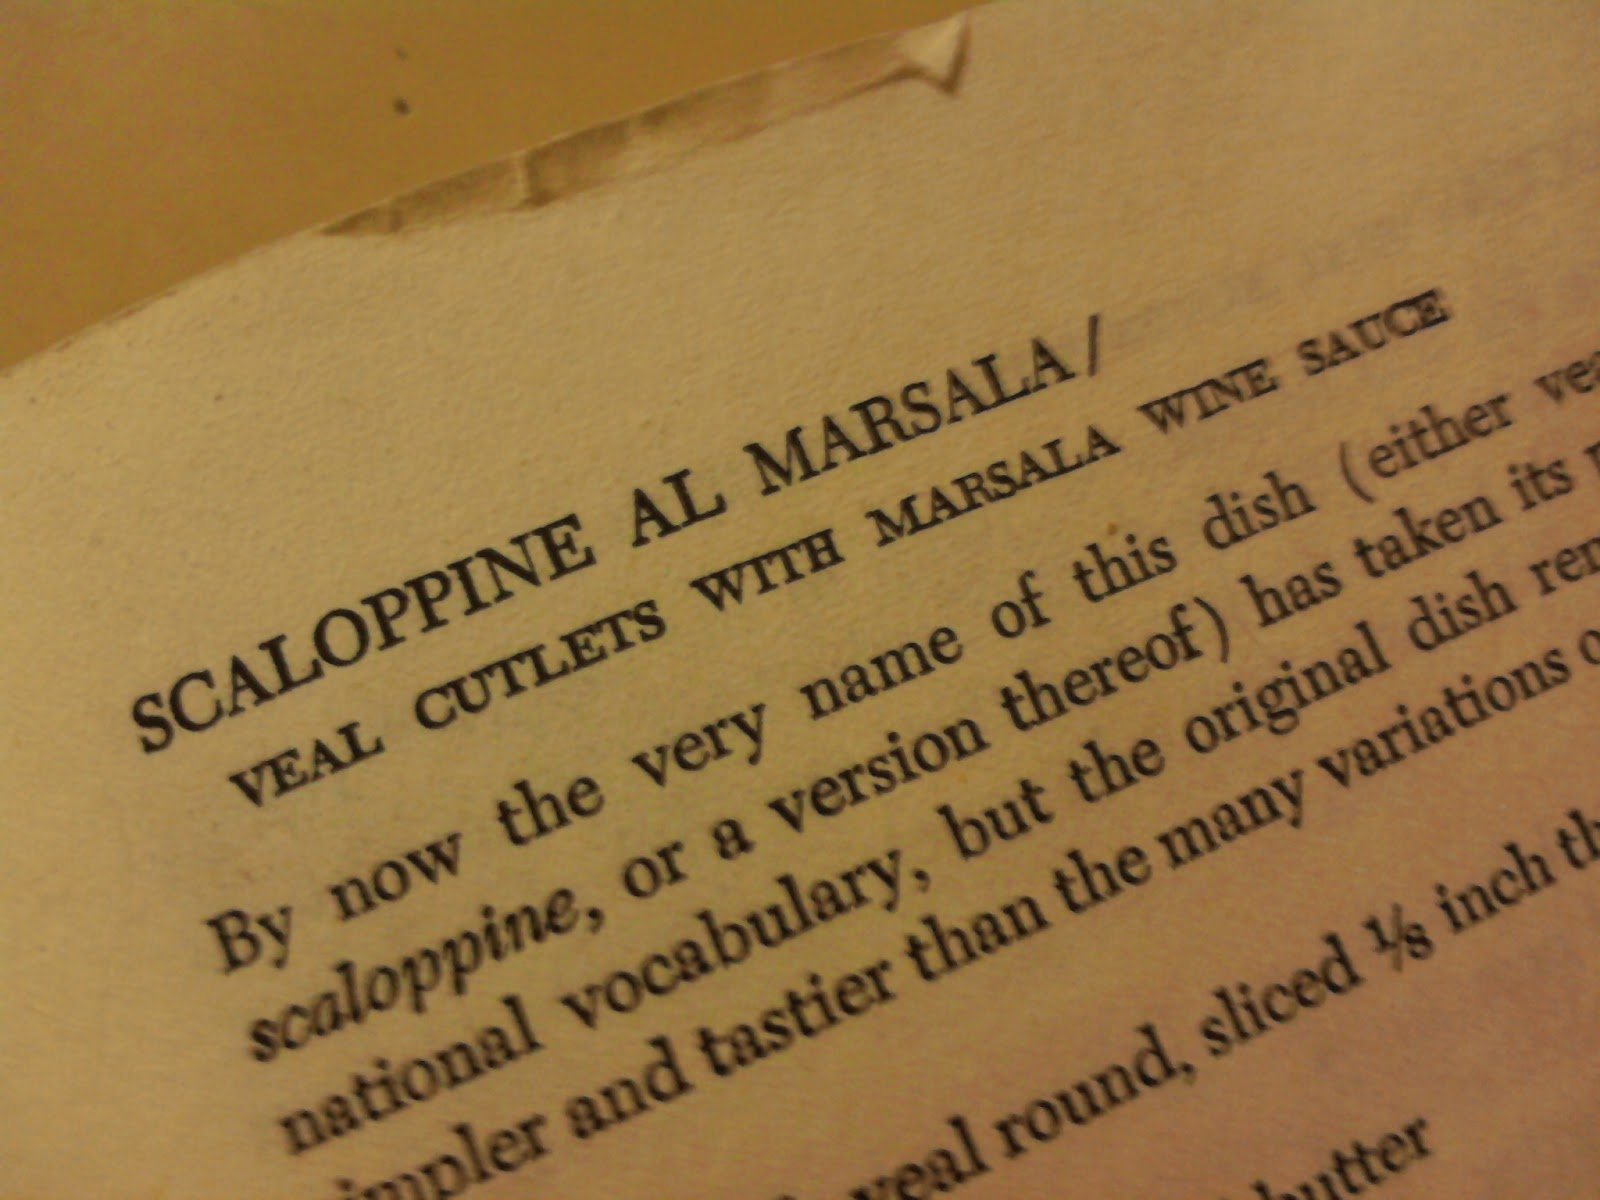 SCALOPPINE AL MARSALA/
VEAL CUTLETS WITH MARSALA WINE SAUCE
By now the very name of this dish (either
scaloppine, or a version thereof) has taken its
national vocabulary, but the original dish
and tastier than the many variations
veal round, sliced ⅛ inch
butter